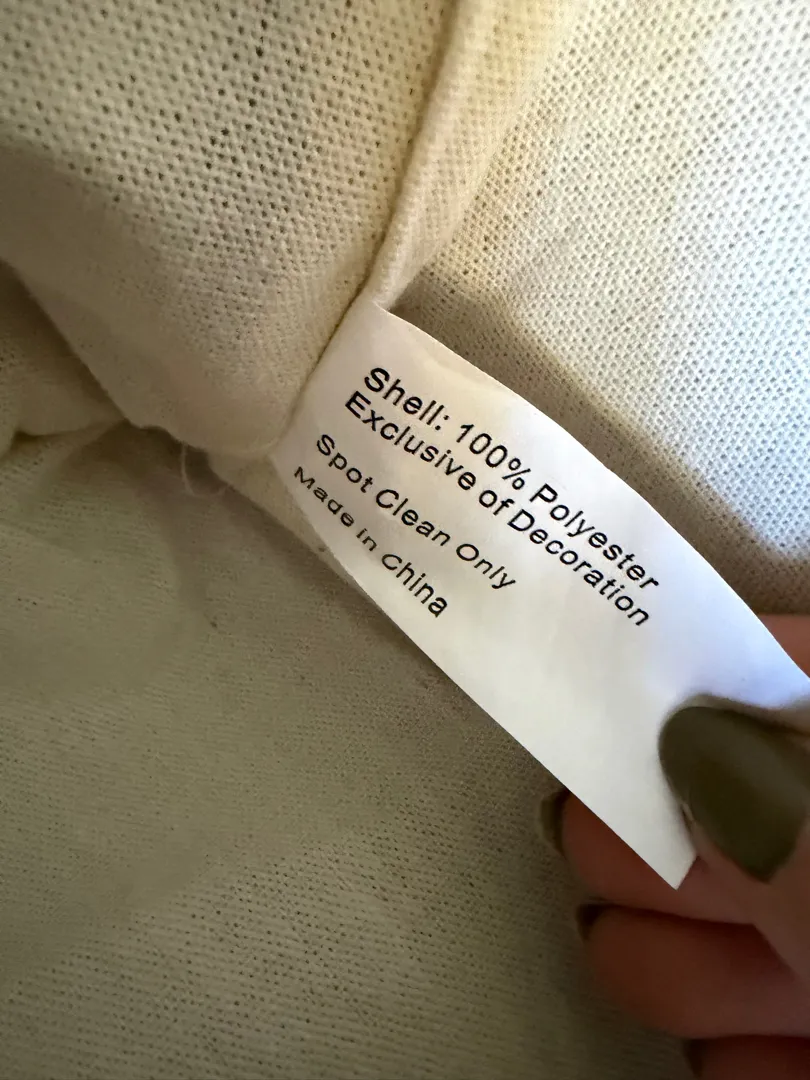 Shell: 100% Polyester
Exclusive of Decoration
Spot Clean Only
Made in China